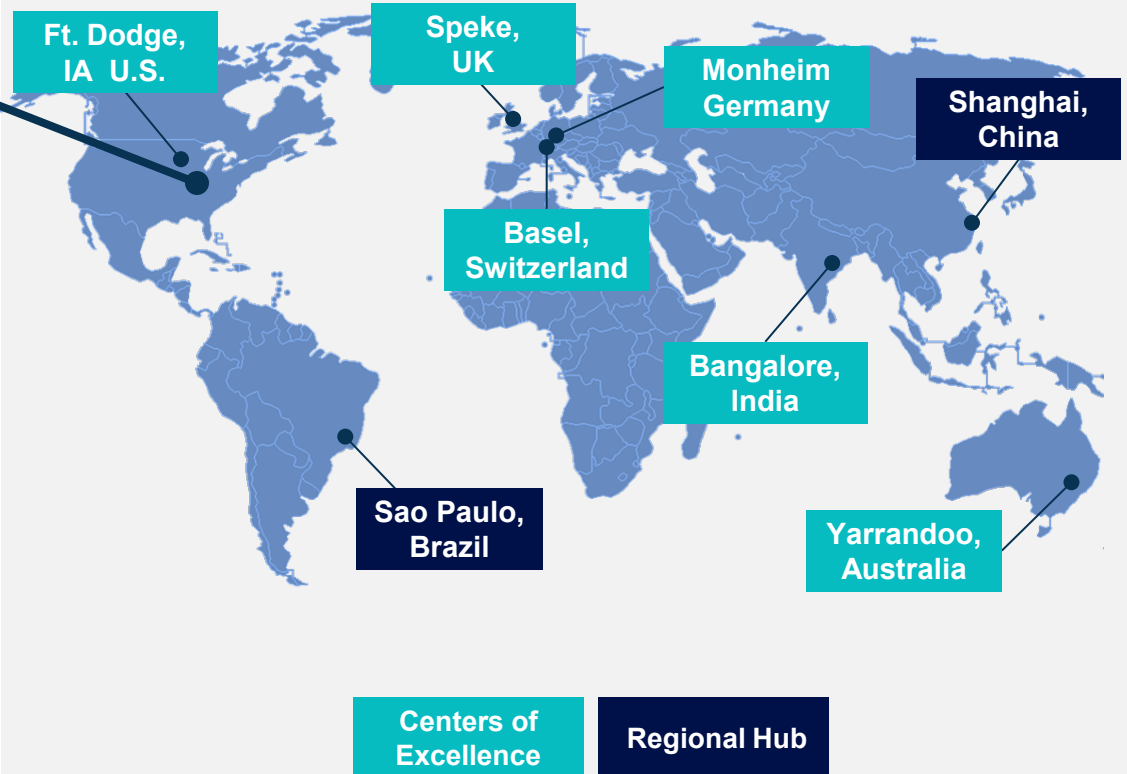 Ft. Dodge,
IA U.S.
Speke,
UK
Monheim
Germany
Shanghai,
China
Basel,
Switzerland
Bangalore,
India
Sao Paulo,
Brazil
Yarrandoo,
Australia
Centers of
Excellence
Regional Hub